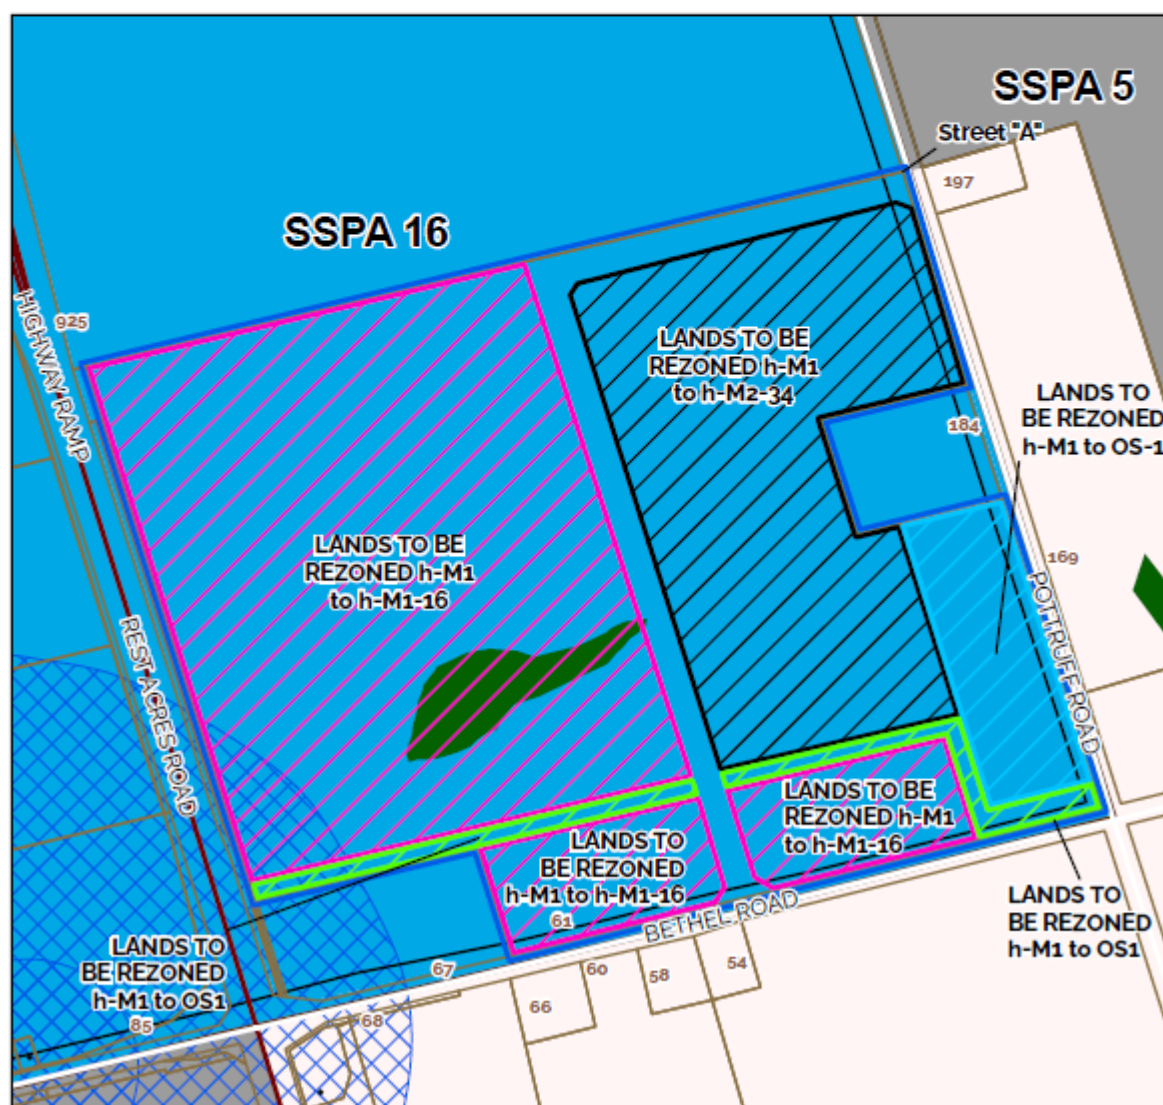 SSPA 5
Street "A"
197
SSPA 16
925
HIGHWAY RAMP
LANDS TO BE
REZONED h-M1
to h-M2-34
LANDS TO
BE REZONED
h-M1 to OS-1
184
LANDS TO BE
REZONED h-M1
to h-M1-16
169
POTTRUFF ROAD
REST ACRES ROAD
LANDS TO BE
REZONED h-M1
to h-M1-16
LANDS TO
BE REZONED
h-M1 to h-M1-16
61
BETHEL ROAD
LANDS TO
BE REZONED
h-M1 to OS1
LANDS TO
BE REZONED
h-M1 to OS1
85
67
68
60
66
58
54